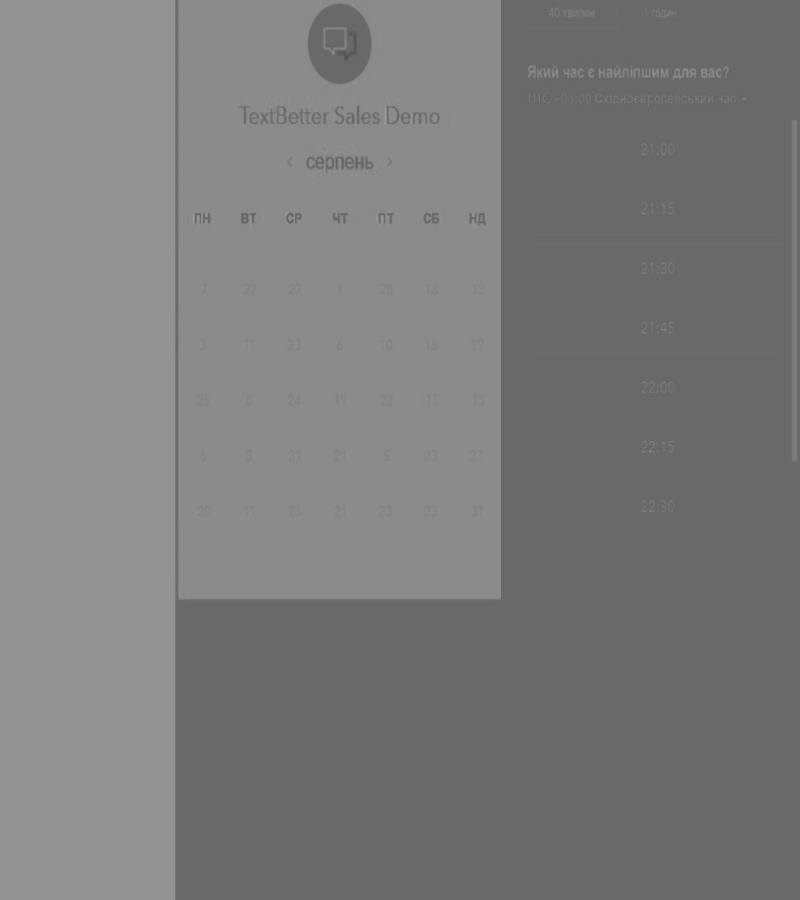 TextBetter Sales Demo
‹ серпень ›
ПН ВТ СР ЧТ ПТ СБ НД
7 22 27 1 26 18 13
3 11 23 6 10 16 19
25 8 24 19 22 15 13
6 3 31 21 5 23 23
20 11 26 21 23 23 31
40 хвилин 1 годин
Який час є найліпшим для вас?
UTC +03:00 Східноєвропейський час
21:00
21:15
21:30
21:45
22:00
22:15
22:30